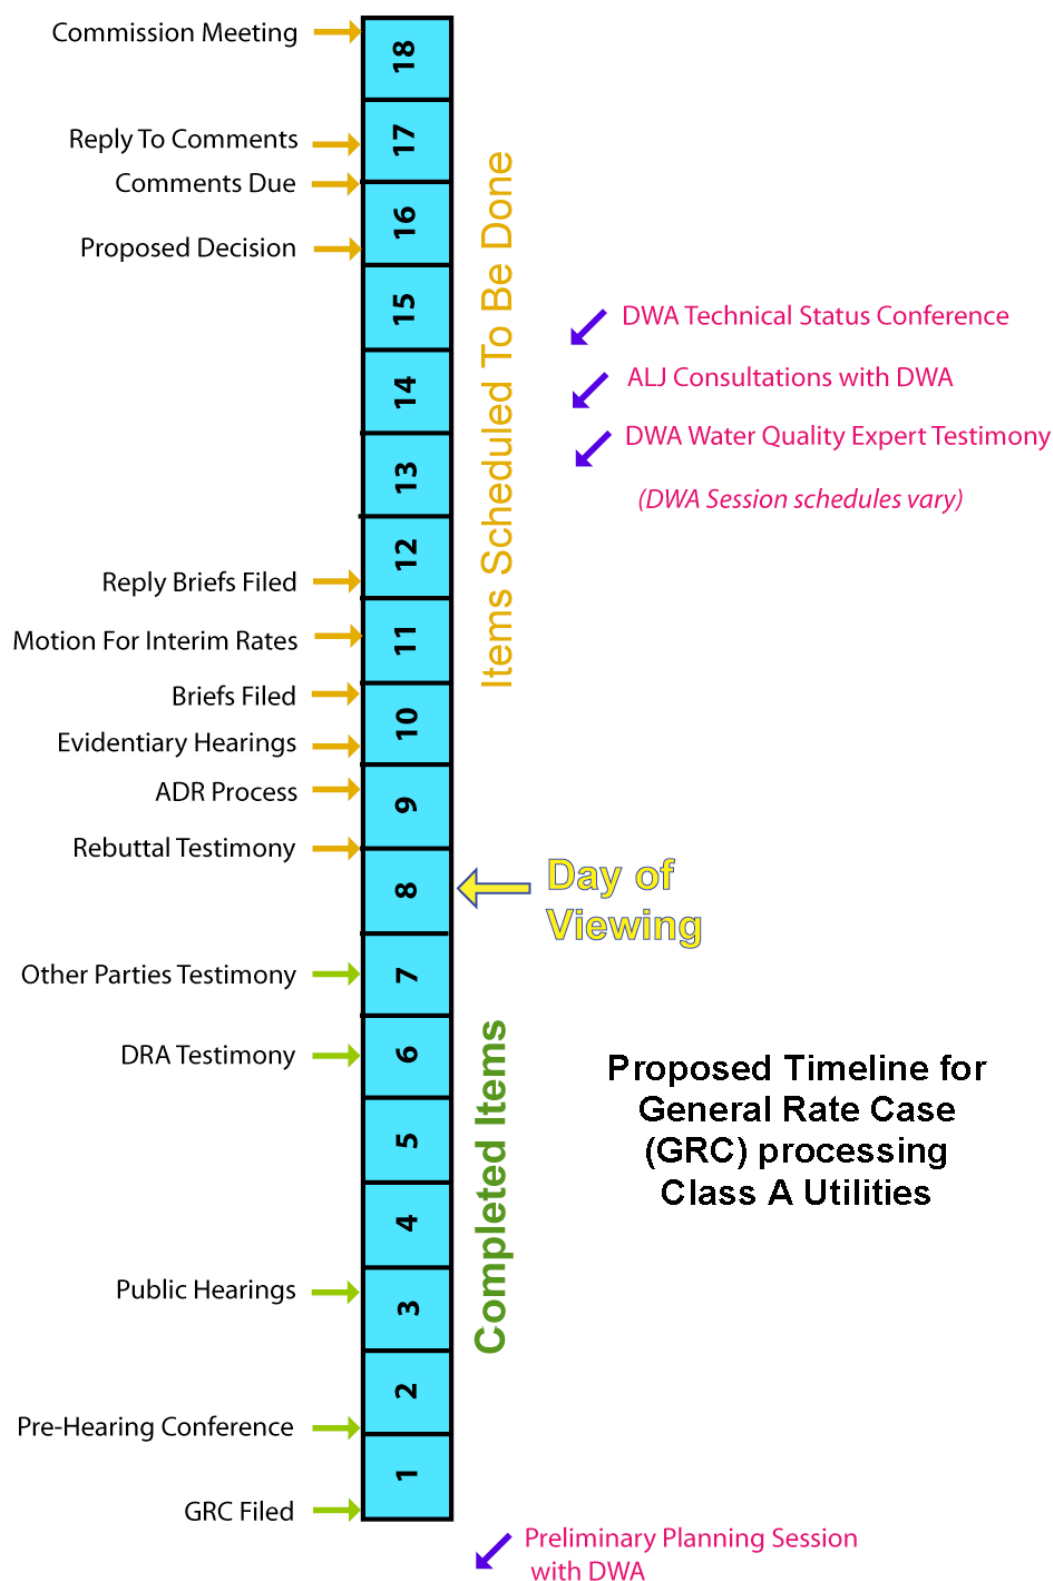 Commission Meeting
18
Reply To Comments
17
Comments Due
16
Proposed Decision
15
14
13
12
Reply Briefs Filed
Motion For Interim Rates
11
Briefs Filed
10
Evidentiary Hearings
ADR Process
9
Rebuttal Testimony
8
Other Parties Testimony
7
DRA Testimony
6
5
4
Public Hearings
3
2
Pre-Hearing Conference
1
GRC Filed
Items Scheduled To Be Done
Completed Items
DWA Technical Status Conference
ALJ Consultations with DWA
DWA Water Quality Expert Testimony
(DWA Session schedules vary)
Day of
Viewing
Proposed Timeline for
General Rate Case
(GRC) processing
Class A Utilities
Preliminary Planning Session
with DWA